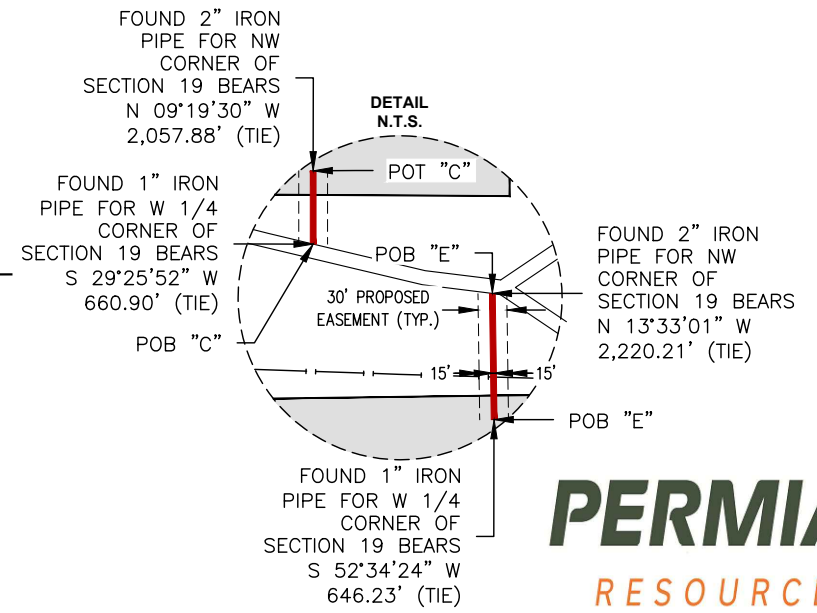 FOUND 2" IRON
PIPE FOR NW
CORNER OF
SECTION 19 BEARS
N 09°19'30" W
2,057.88' (TIE)
DETAIL
N.T.S.
POT "C"
FOUND 1" IRON
PIPE FOR W 1/4
CORNER OF
SECTION 19 BEARS
S 29°25'52" W
660.90' (TIE)
POB "C"
POB "E"
30' PROPOSED
EASEMENT (TYP.)
FOUND 2" IRON
PIPE FOR NW
CORNER OF
SECTION 19 BEARS
N 13°33'01" W
2,220.21' (TIE)
15'
15'
POB "E"
FOUND 1" IRON
PIPE FOR W 1/4
CORNER OF
SECTION 19 BEARS
S 52°34'24" W
646.23' (TIE)
PERMIA
RESOURC